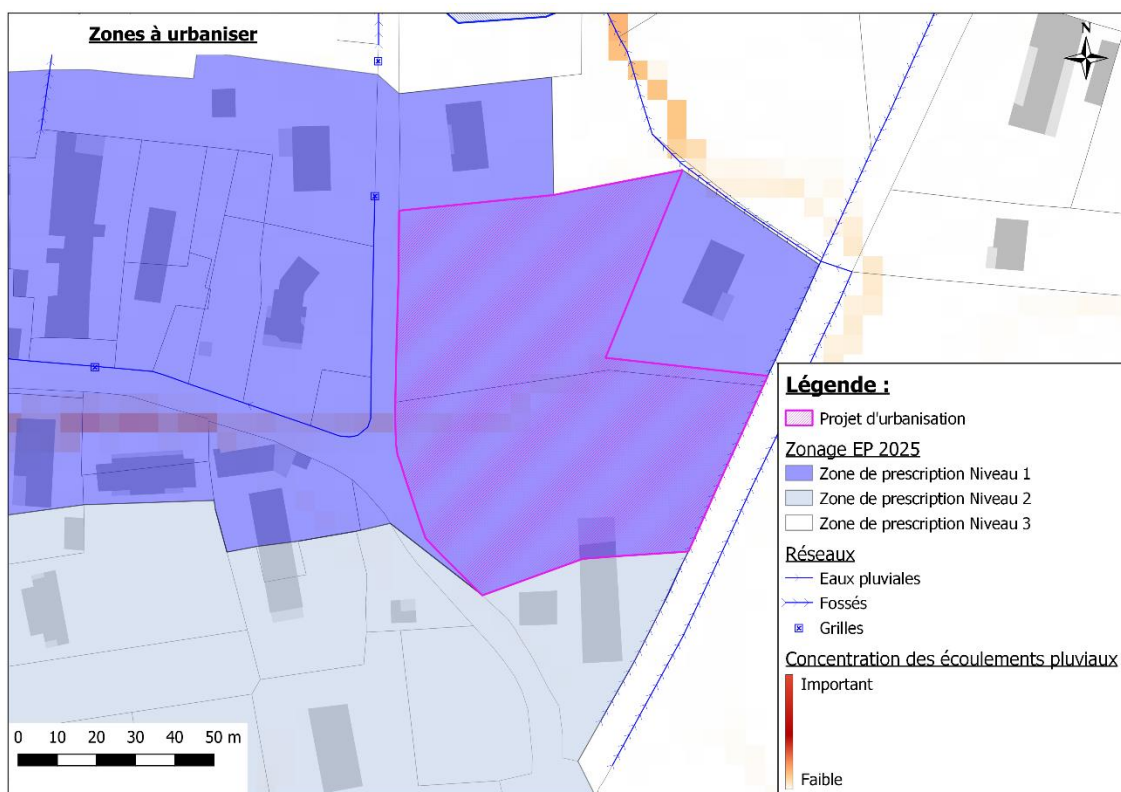 Zones à urbaniser
N
Légende :
Projet d'urbanisation
Zonage EP 2025
Zone de prescription Niveau 1
Zone de prescription Niveau 2
Zone de prescription Niveau 3
Réseaux
Eaux pluviales
Fossés
Grilles
Concentration des écoulements pluviaux
Important
Faible
0 10 20 30 40 50 m